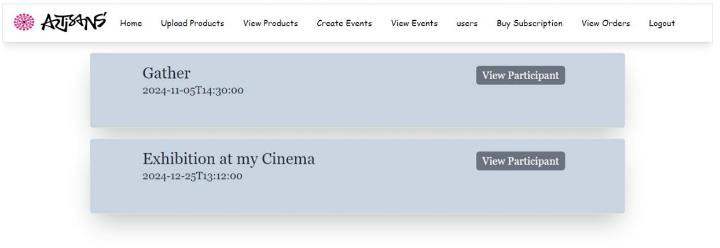 ArTiSANS Home Upload Products View Products Create Events View Events users Buy Subscription View Orders Logout
Gather
View Participant
2024-11-05T14:30:00
Exhibition at my Cinema
View Participant
2024-12-25T13:12:00